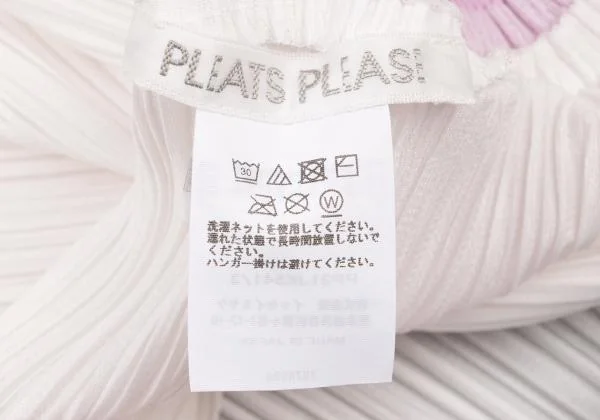 PLEATS PLEASE
30
W
洗濯ネットを使用してください。
濡れた状態で長時間放置しないで
ください。
ハンガー掛けは避けてください。